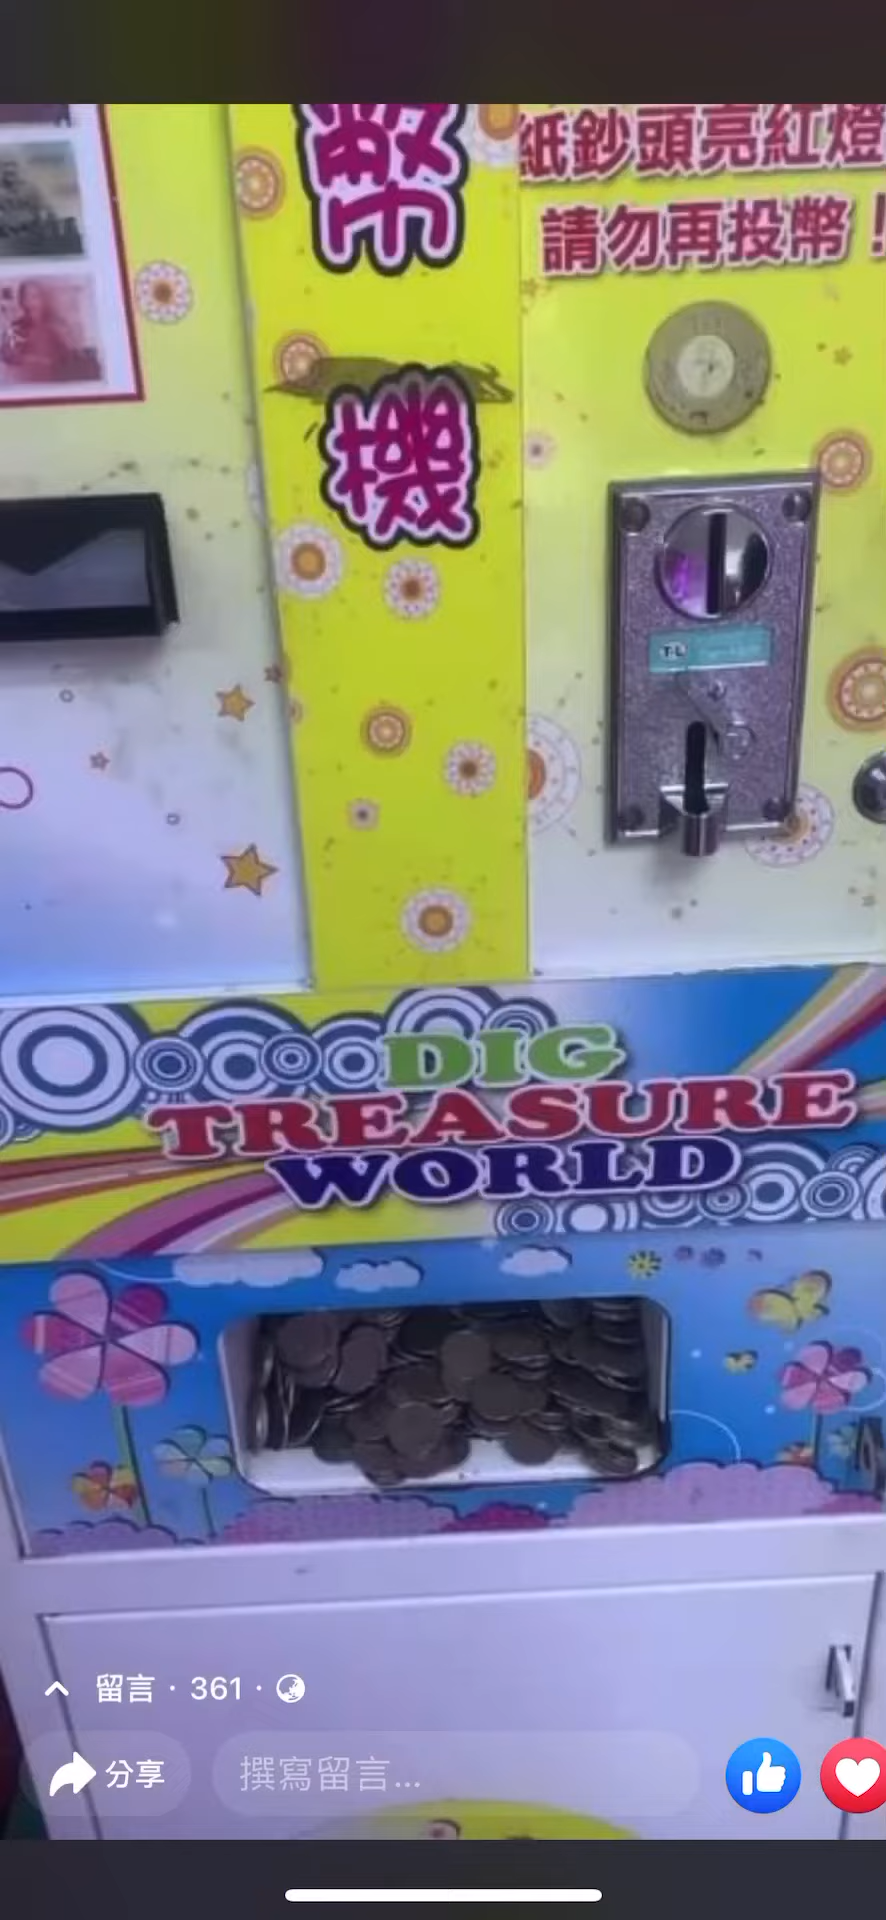 幣
機
紙鈔頭亮紅燈
請勿再投幣！
DIG
TREASURE
WORLD
留言 · 361 ·
分享
撰寫留言...